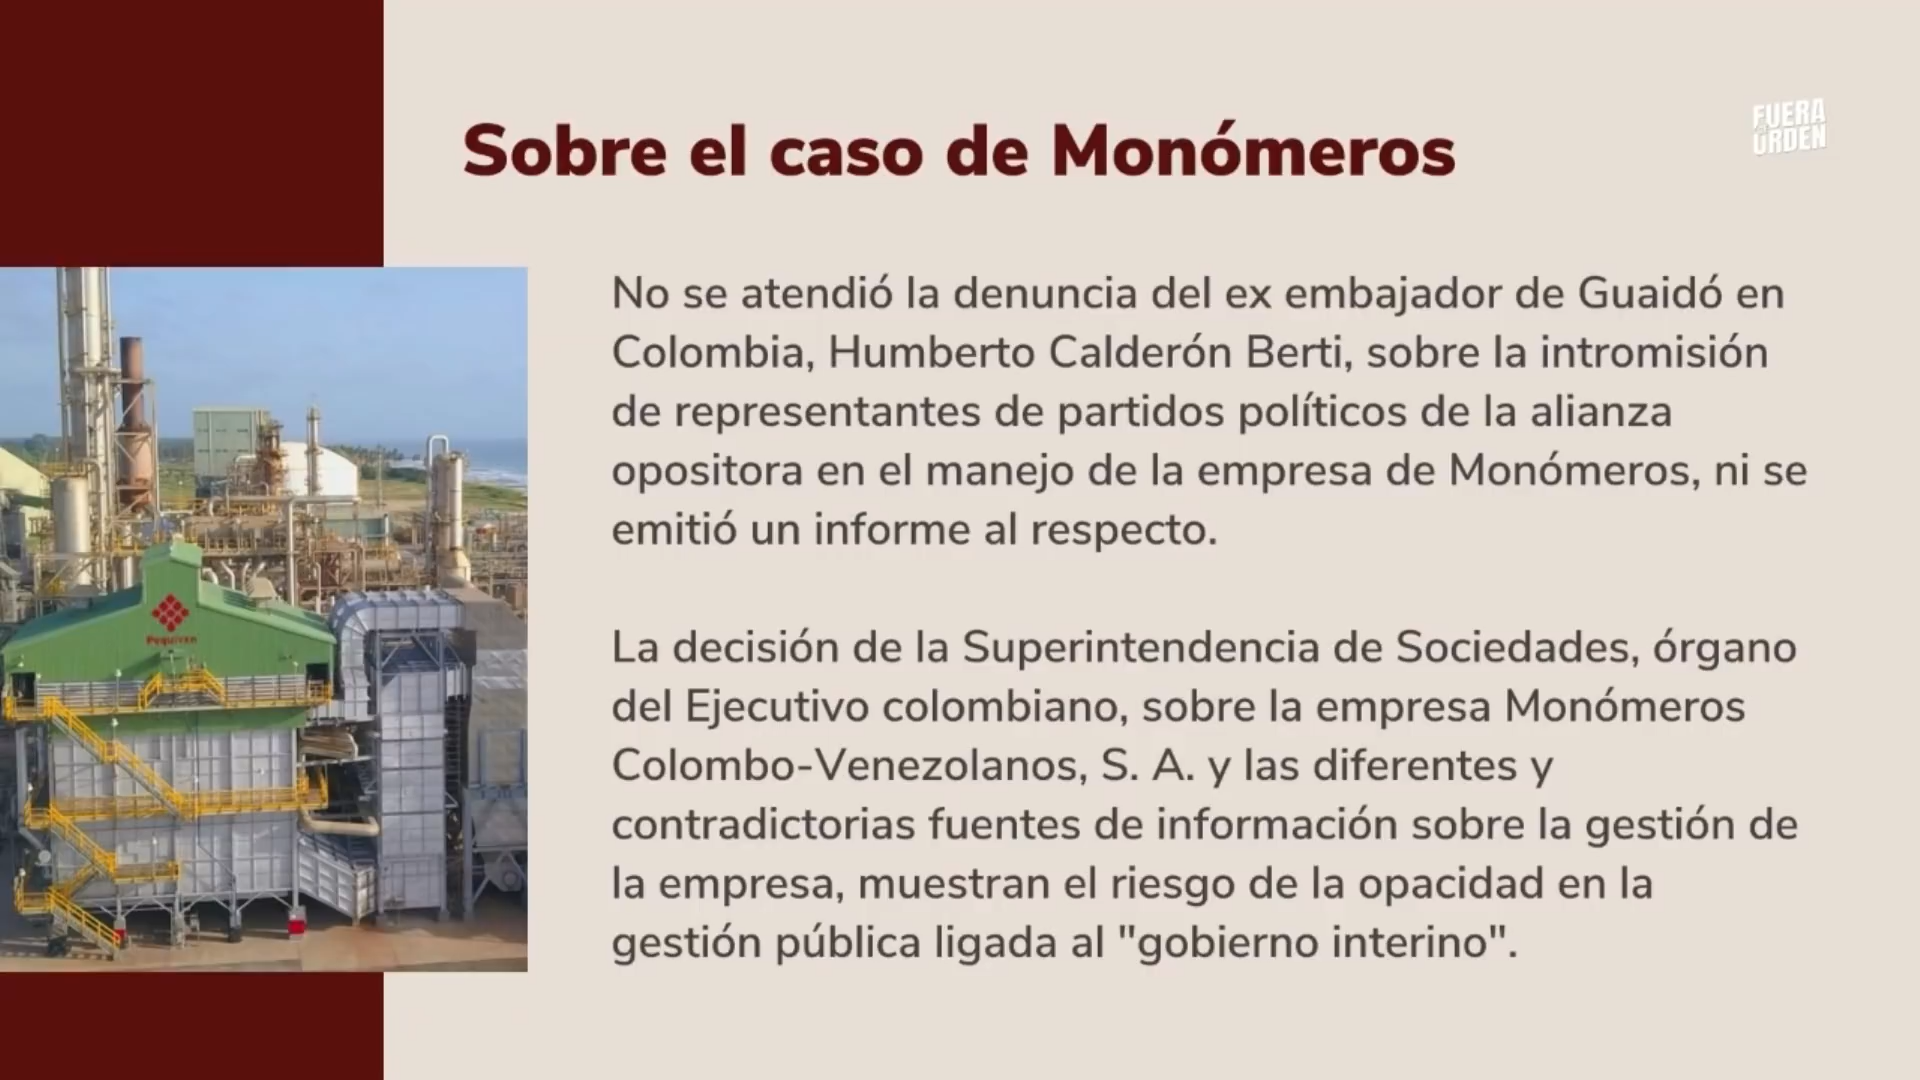 Sobre el caso de Monómeros
FUERA
ORDEN
No se atendió la denuncia del ex embajador de Guaidó en
Colombia, Humberto Calderón Berti, sobre la intromisión
de representantes de partidos políticos de la alianza
opositora en el manejo de la empresa de Monómeros, ni se
emitió un informe al respecto.
La decisión de la Superintendencia de Sociedades, órgano
del Ejecutivo colombiano, sobre la empresa Monómeros
Colombo-Venezolanos, S. A. y las diferentes y
contradictorias fuentes de información sobre la gestión de
la empresa, muestran el riesgo de la opacidad en la
gestión pública ligada al "gobierno interino".
Pequiven